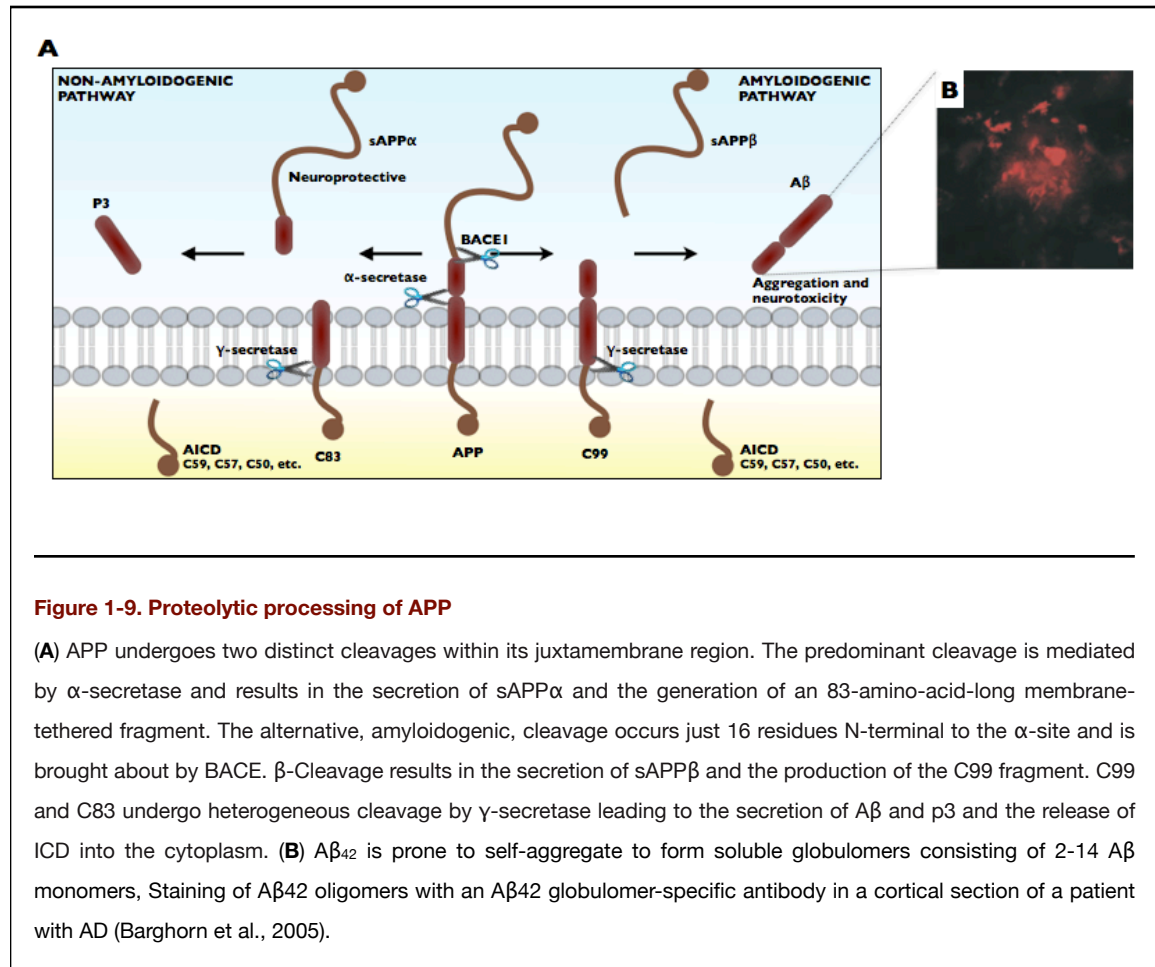 A
NON-AMYLOIDOGENIC
PATHWAY
AMYLOIDOGENIC
PATHWAY
B
sAPPα
sAPPβ
Neuroprotective
Aβ
P3
BACE1
α-secretase
Aggregation and
neurotoxicity
γ-secretase
γ-secretase
AICD
C59, C57, C50, etc.
C83
APP
C99
AICD
C59, C57, C50, etc.
Figure 1-9. Proteolytic processing of APP
(A) APP undergoes two distinct cleavages within its juxtamembrane region. The predominant cleavage is mediated
by α-secretase and results in the secretion of sAPPα and the generation of an 83-amino-acid-long membrane-
tethered fragment. The alternative, amyloidogenic, cleavage occurs just 16 residues N-terminal to the α-site and is
brought about by BACE. β-Cleavage results in the secretion of sAPPβ and the production of the C99 fragment. C99
and C83 undergo heterogeneous cleavage by γ-secretase leading to the secretion of Aβ and p3 and the release of
ICD into the cytoplasm. (B) Aβ₄₂ is prone to self-aggregate to form soluble globulomers consisting of 2-14 Aβ
monomers, Staining of Aβ42 oligomers with an Aβ42 globulomer-specific antibody in a cortical section of a patient
with AD (Barghorn et al., 2005).